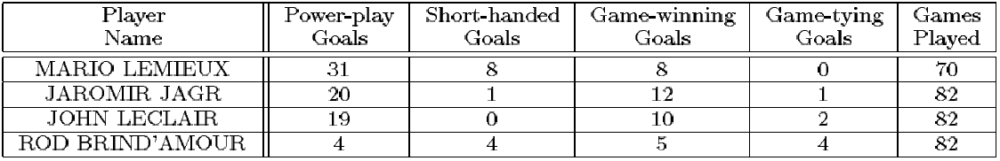 Player Power-play Short-handed Game-winning Game-tying Games
Name Goals Goals Goals Goals Played
MARIO LEMIEUX 31 8 8 0 70
JAROMIR JAGR 20 1 12 1 82
JOHN LECLAIR 19 0 10 2 82
ROD BRIND'AMOUR 4 4 5 4 82